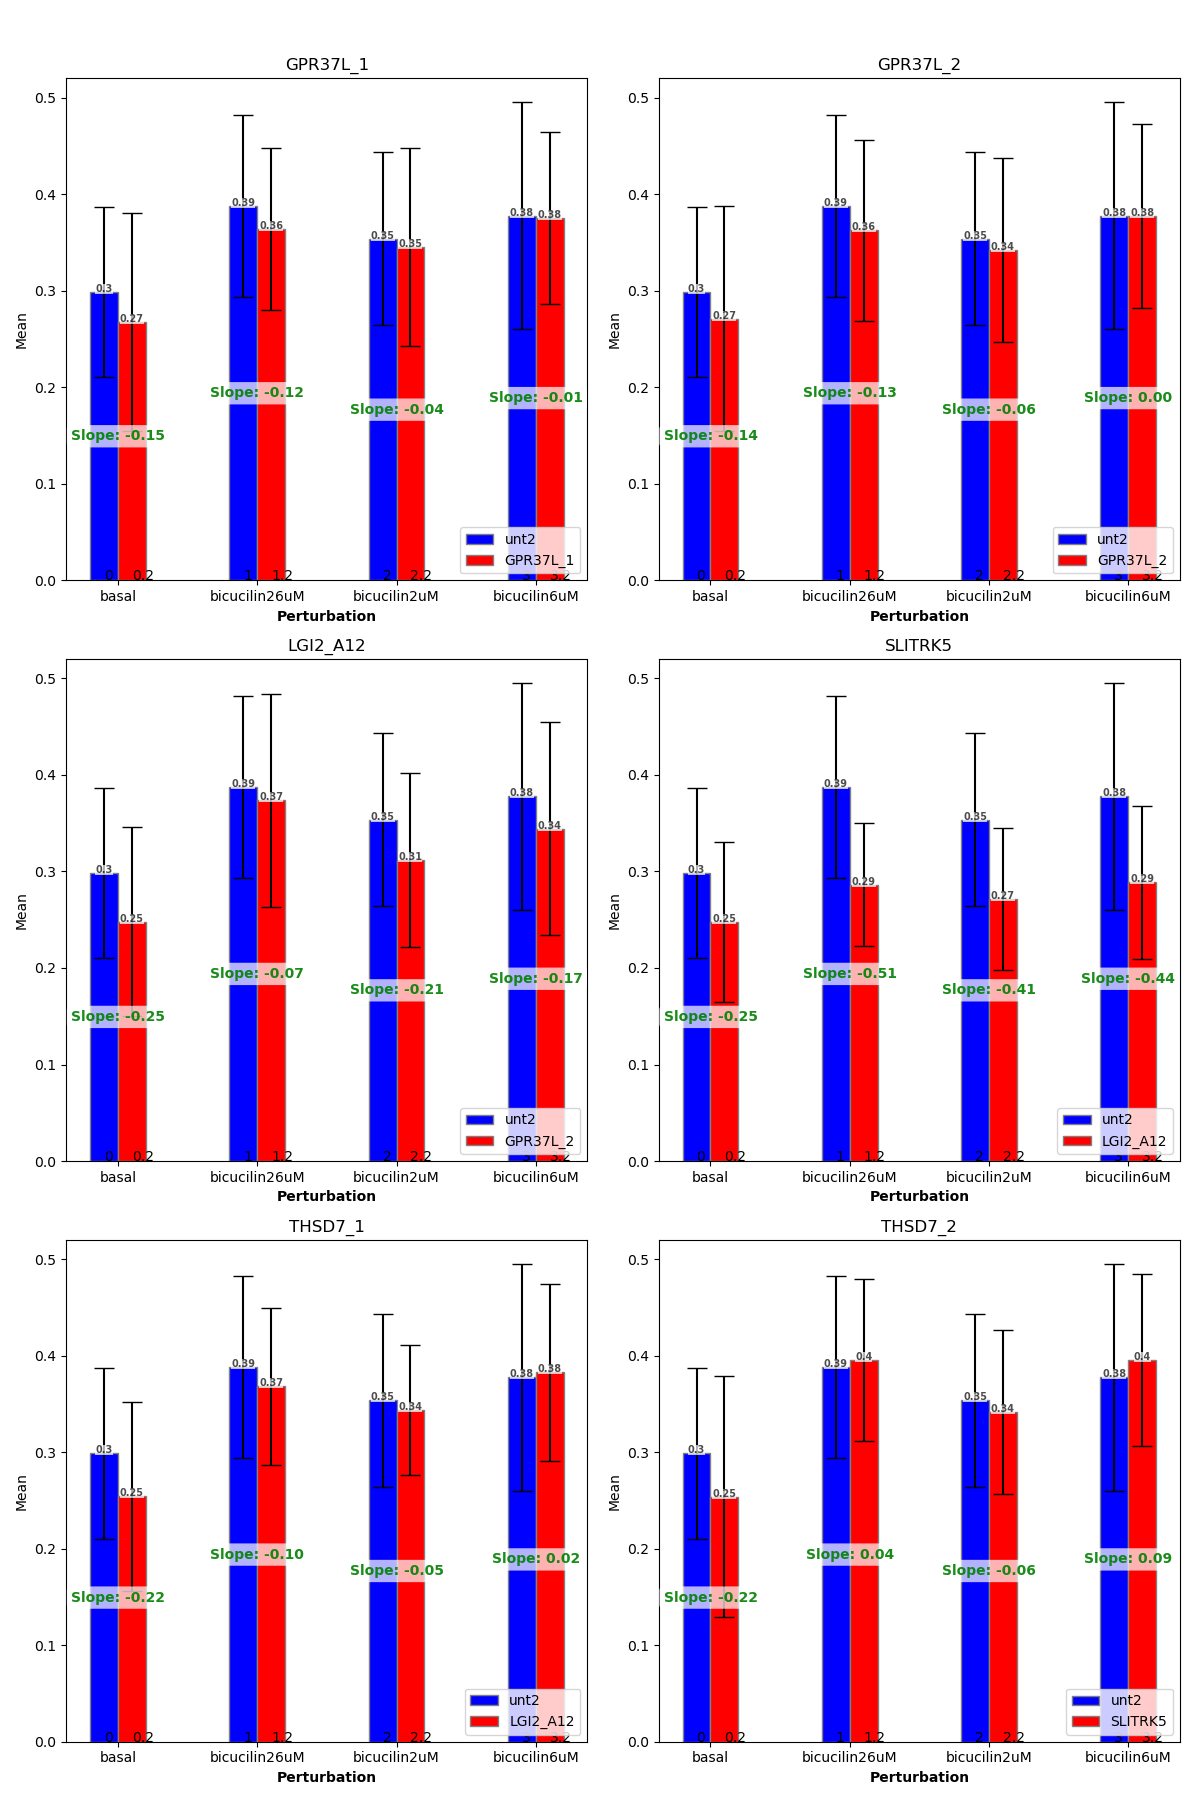 GPR37L_1
0.5
0.4
0.3
0.2
0.1
0.0
Mean
0.3
0.27
0.39
0.36
0.35
0.35
0.38
0.38
Slope: -0.15
Slope: -0.12
Slope: -0.04
Slope: -0.01
unt2
GPR37L_1
0 0.2 1 1.2 2 2.2 3 3.2
basal bicucilin26uM bicucilin2uM bicucilin6uM
Perturbation
GPR37L_2
0.5
0.4
0.3
0.2
0.1
0.0
Mean
0.3
0.27
0.39
0.36
0.35
0.34
0.38
0.38
Slope: -0.14
Slope: -0.13
Slope: -0.06
Slope: 0.00
unt2
GPR37L_2
0 0.2 1 1.2 2 2.2 3 3.2
basal bicucilin26uM bicucilin2uM bicucilin6uM
Perturbation
LGI2_A12
0.5
0.4
0.3
0.2
0.1
0.0
Mean
0.3
0.25
0.39
0.37
0.35
0.31
0.38
0.34
Slope: -0.25
Slope: -0.07
Slope: -0.21
Slope: -0.17
unt2
GPR37L_2
0 0.2 1 1.2 2 2.2 3 3.2
basal bicucilin26uM bicucilin2uM bicucilin6uM
Perturbation
SLITRK5
0.5
0.4
0.3
0.2
0.1
0.0
Mean
0.3
0.25
0.39
0.29
0.35
0.27
0.38
0.29
Slope: -0.25
Slope: -0.51
Slope: -0.41
Slope: -0.44
unt2
LGI2_A12
0 0.2 1 1.2 2 2.2 3 3.2
basal bicucilin26uM bicucilin2uM bicucilin6uM
Perturbation
THSD7_1
0.5
0.4
0.3
0.2
0.1
0.0
Mean
0.3
0.25
0.39
0.37
0.35
0.34
0.38
0.38
Slope: -0.22
Slope: -0.10
Slope: -0.05
Slope: 0.02
unt2
LGI2_A12
0 0.2 1 1.2 2 2.2 3 3.2
basal bicucilin26uM bicucilin2uM bicucilin6uM
Perturbation
THSD7_2
0.5
0.4
0.3
0.2
0.1
0.0
Mean
0.3
0.25
0.39
0.4
0.35
0.34
0.38
0.4
Slope: -0.22
Slope: 0.04
Slope: -0.06
Slope: 0.09
unt2
SLITRK5
0 0.2 1 1.2 2 2.2 3 3.2
basal bicucilin26uM bicucilin2uM bicucilin6uM
Perturbation